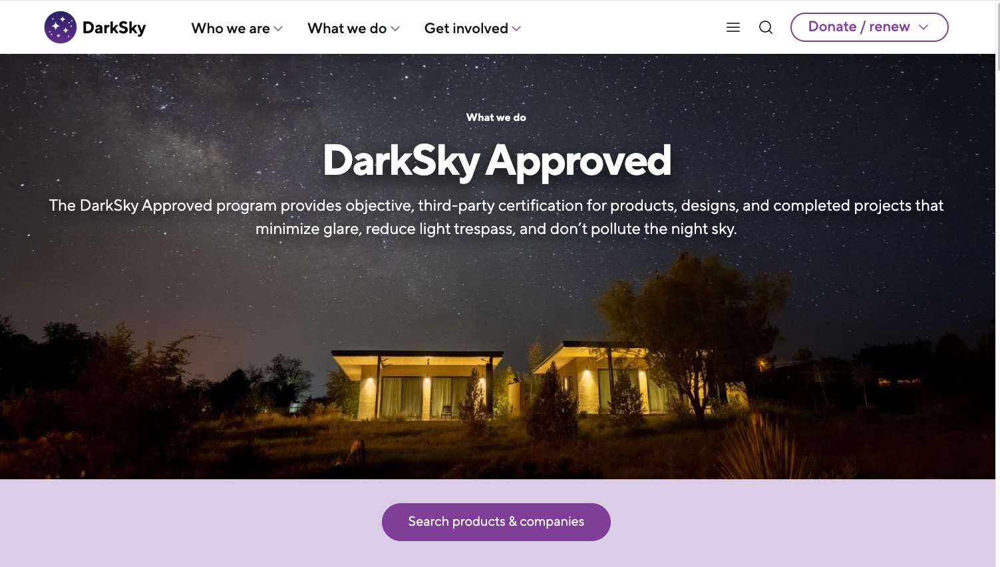 DarkSky
Who we are
What we do
Get involved
Donate / renew
What we do
DarkSky Approved
The DarkSky Approved program provides objective, third-party certification for products, designs, and completed projects that
minimize glare, reduce light trespass, and don’t pollute the night sky.
Search products & companies